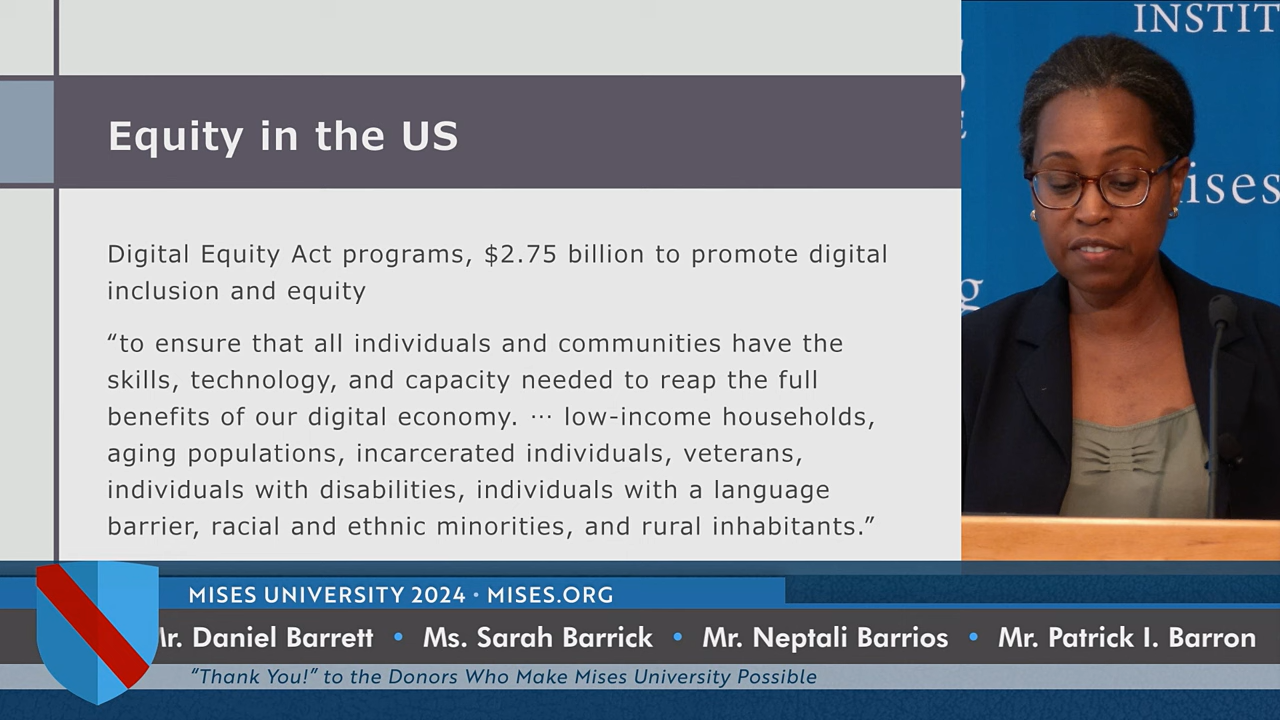 Equity in the US
Digital Equity Act programs, $2.75 billion to promote digital
inclusion and equity
“to ensure that all individuals and communities have the
skills, technology, and capacity needed to reap the full
benefits of our digital economy. ··· low-income households,
aging populations, incarcerated individuals, veterans,
individuals with disabilities, individuals with a language
barrier, racial and ethnic minorities, and rural inhabitants.”
INSTIT
E
ises
g
MISES UNIVERSITY 2024 • MISES.ORG
Mr. Daniel Barrett • Ms. Sarah Barrick • Mr. Neptali Barrios • Mr. Patrick I. Barron
“Thank You!” to the Donors Who Make Mises University Possible